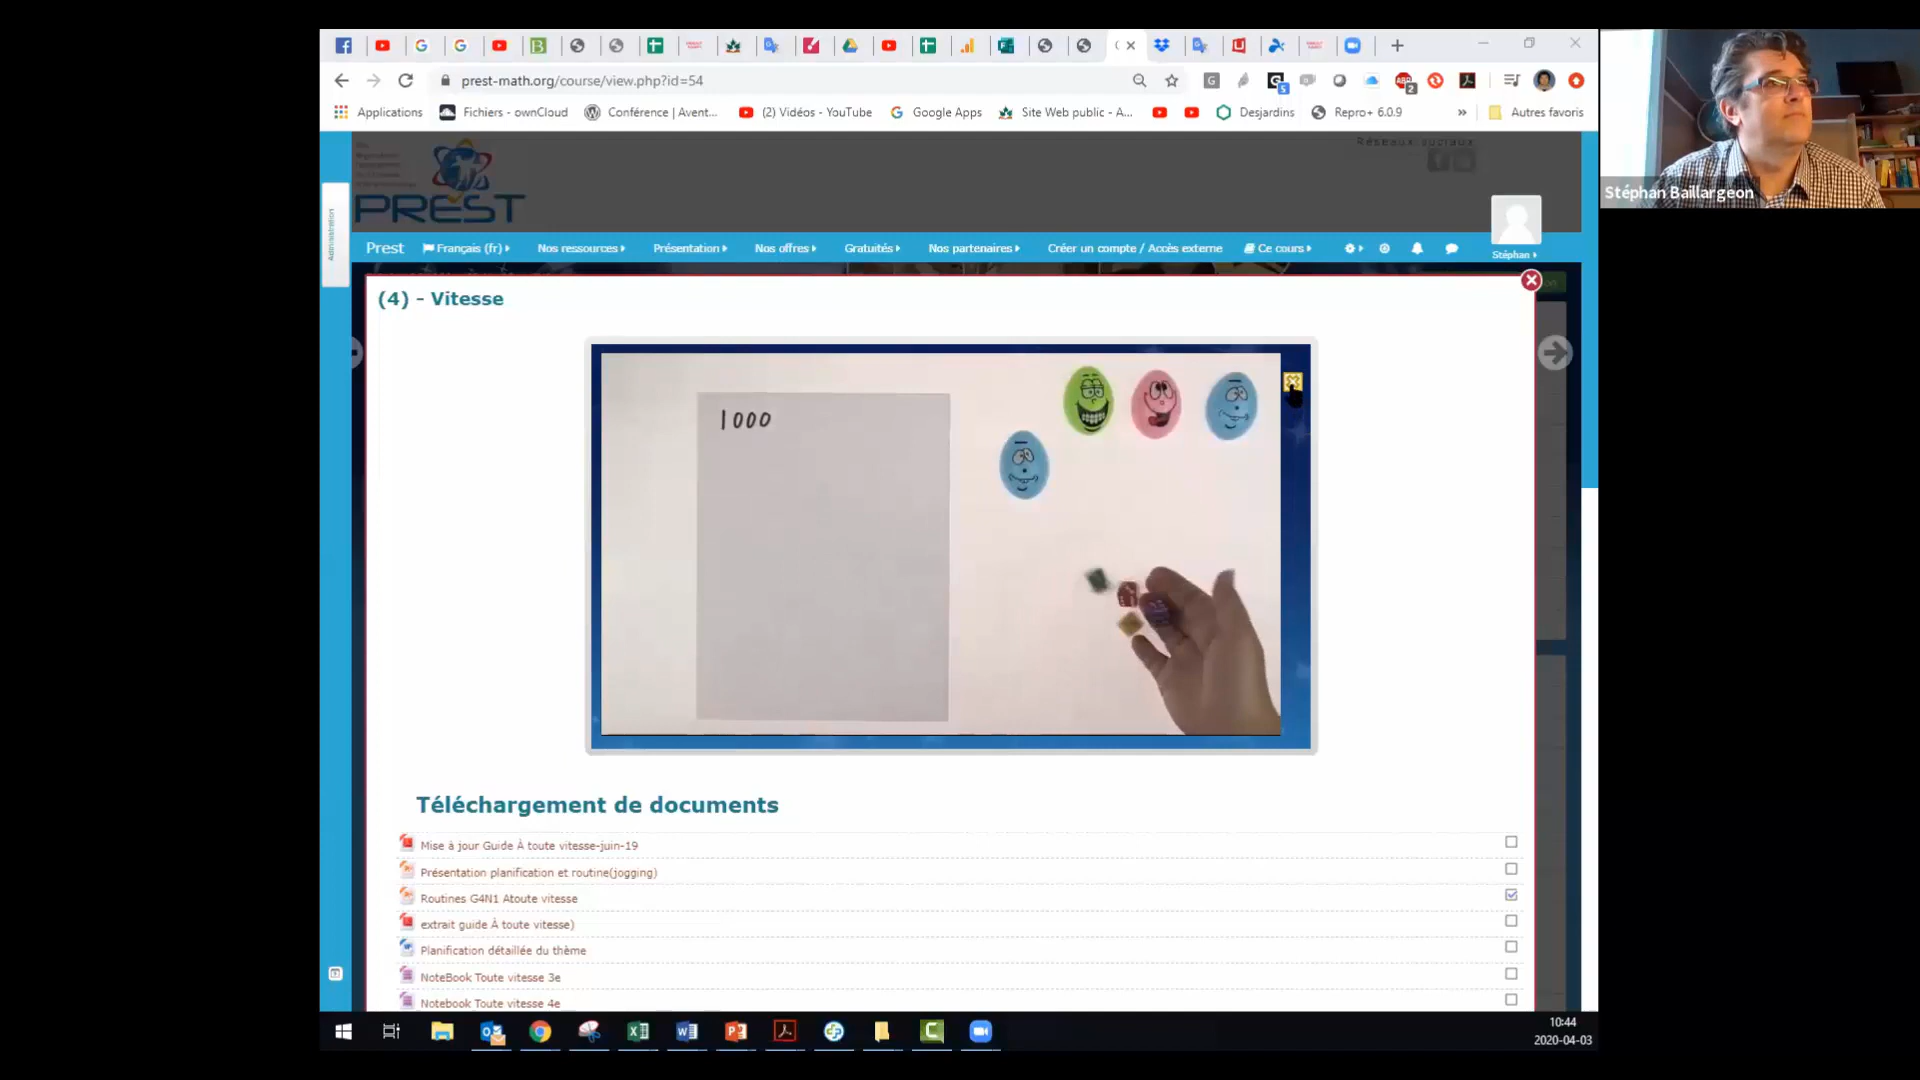 prest-math.org/course/view.php?id=54
Applications Fichiers - ownCloud Conférence | Avent... (2) Vidéos - YouTube Google Apps Site Web public - A... Desjardins Repro+ 6.0.9 » Autres favoris
Réseaux sociaux
PREST
Administration
Prest Français (fr) Nos ressources Présentation Nos offres Gratuités Nos partenaires Créer un compte / Accès externe Ce cours
Stéphan
Stéphan Baillargeon
(4) - Vitesse
1000
Téléchargement de documents
Mise à jour Guide À toute vitesse-juin-19
Présentation planification et routine(jogging)
Routines G4N1 Atoute vitesse
extrait guide À toute vitesse)
Planification détaillée du thème
NoteBook Toute vitesse 3e
Notebook Toute vitesse 4e
10:44
2020-04-03